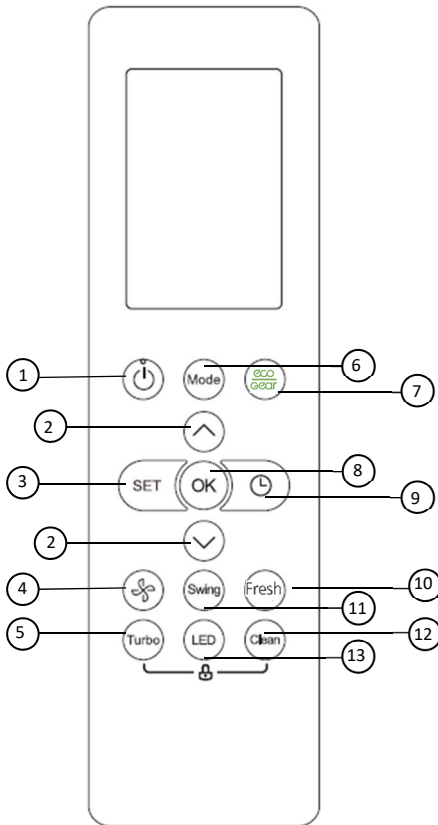 6
1
Mode
eco
gear
7
2
8
3
SET
OK
9
2
4
Swing
Fresh
10
11
5
Turbo
LED
Clean
12
13